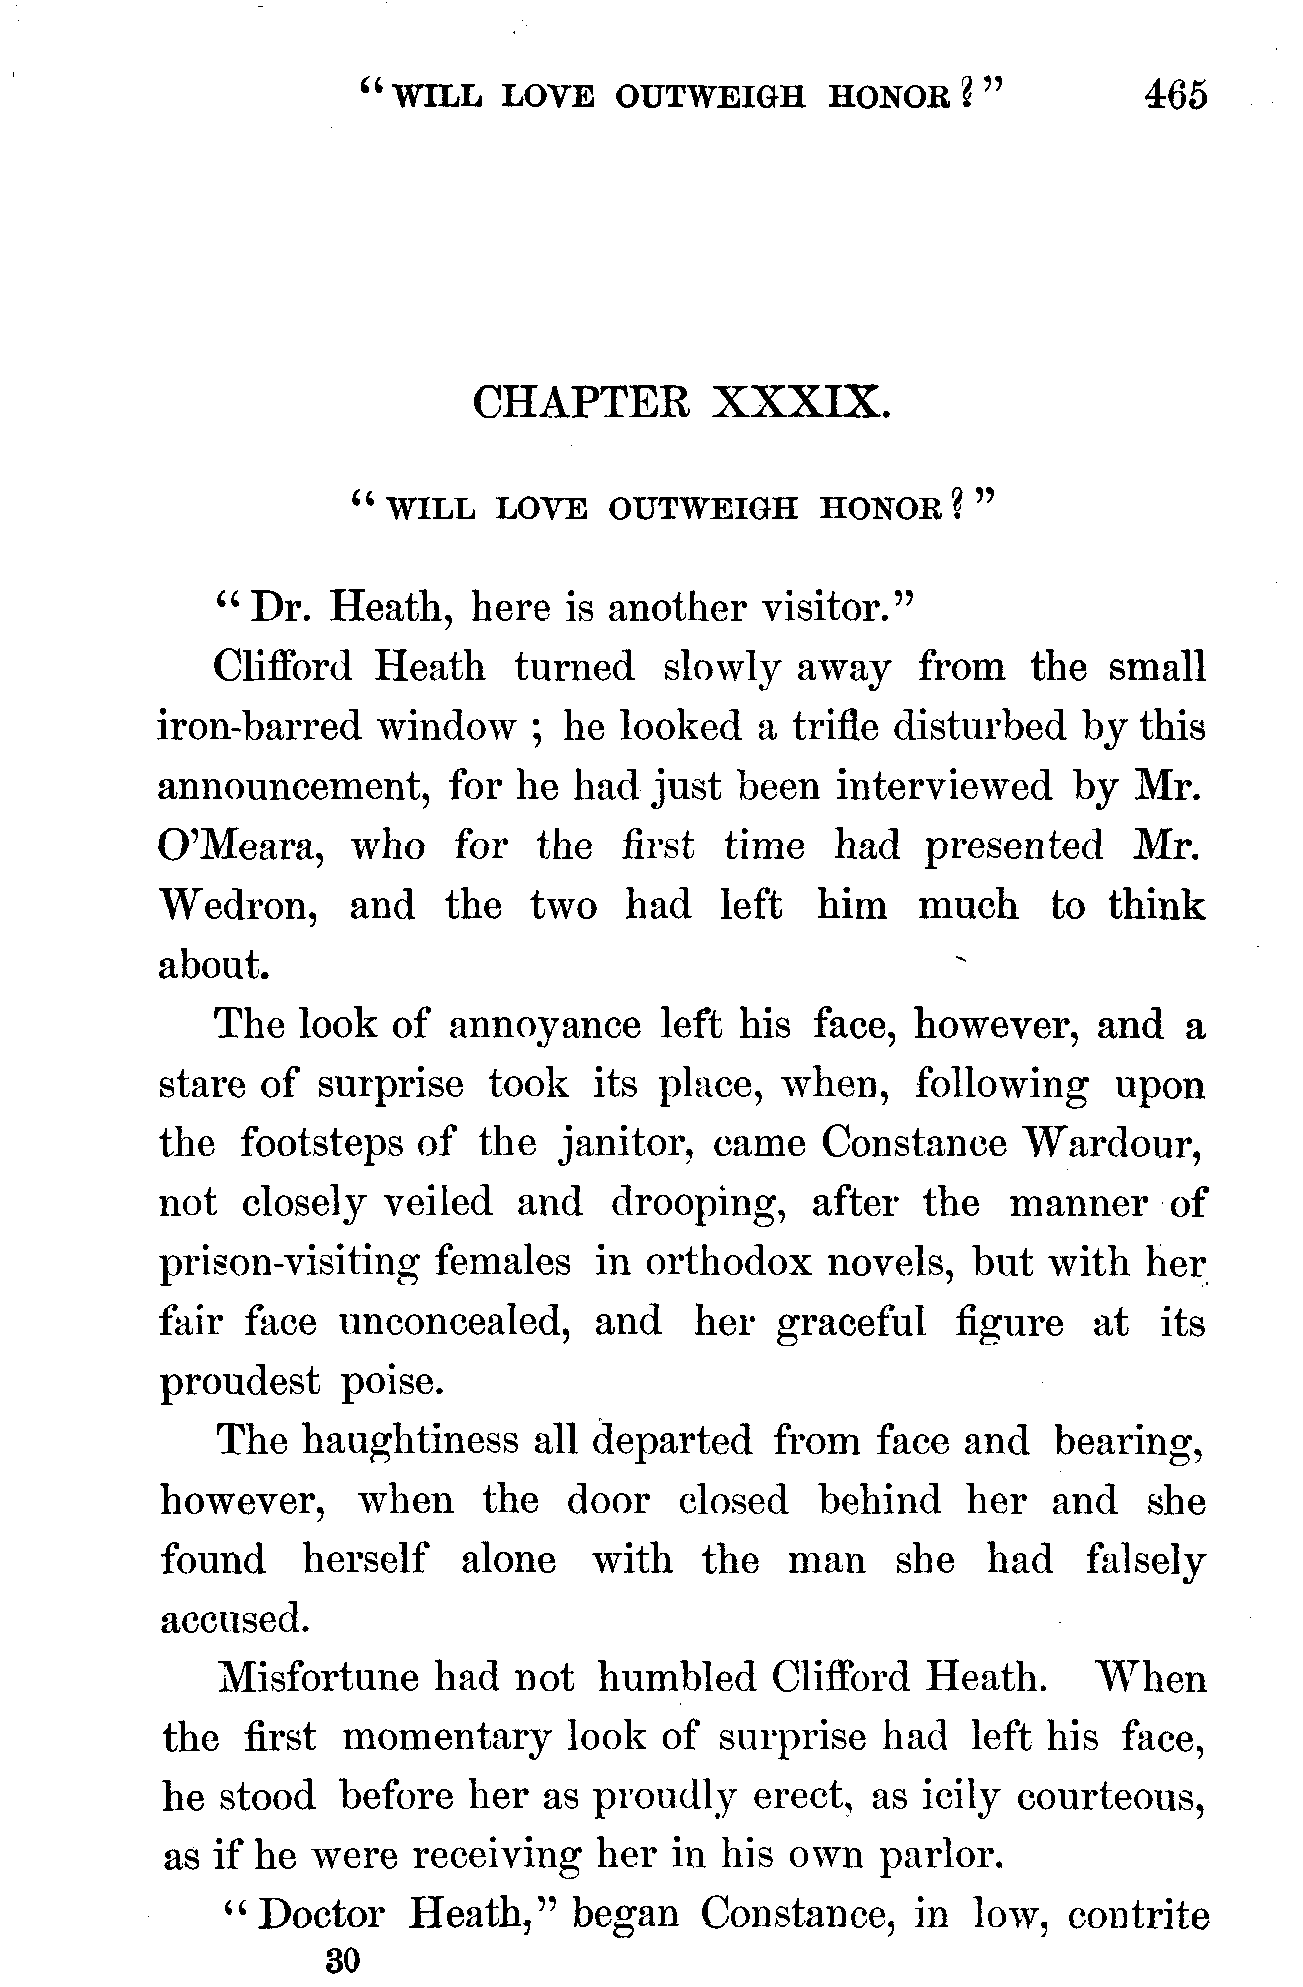 "WILL LOVE OUTWEIGH HONOR?" 465
CHAPTER XXXIX.
"WILL LOVE OUTWEIGH HONOR?"
"Dr. Heath, here is another visitor."
Clifford Heath turned slowly away from the small
iron-barred window ; he looked a trifle disturbed by this
announcement, for he had just been interviewed by Mr.
O'Meara, who for the first time had presented Mr.
Wedron, and the two had left him much to think
about.
The look of annoyance left his face, however, and a
stare of surprise took its place, when, following upon
the footsteps of the janitor, came Constance Wardour,
not closely veiled and drooping, after the manner of
prison-visiting females in orthodox novels, but with her
fair face unconcealed, and her graceful figure at its
proudest poise.
The haughtiness all departed from face and bearing,
however, when the door closed behind her and she
found herself alone with the man she had falsely
accused.
Misfortune had not humbled Clifford Heath. When
the first momentary look of surprise had left his face,
he stood before her as proudly erect, as icily courteous,
as if he were receiving her in his own parlor.
"Doctor Heath," began Constance, in low, contrite
30